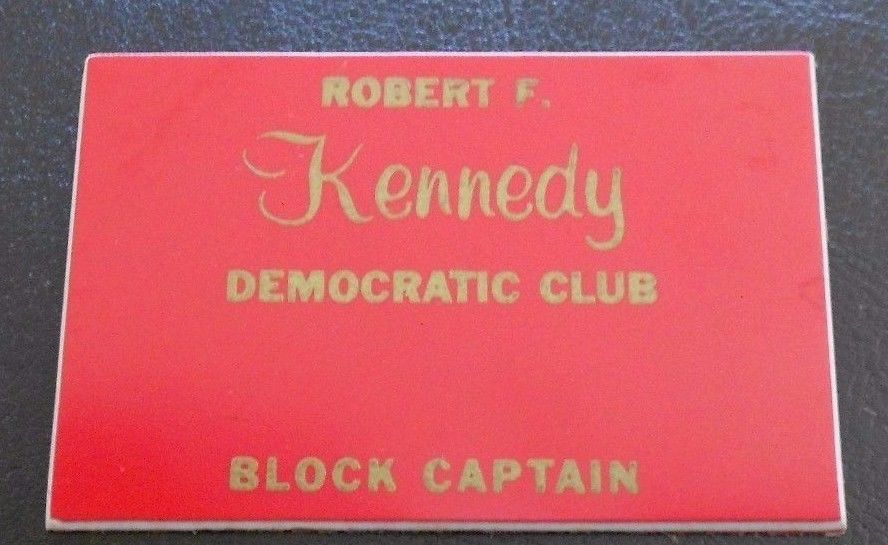 ROBERT F.
Kennedy
DEMOCRATIC CLUB
BLOCK CAPTAIN